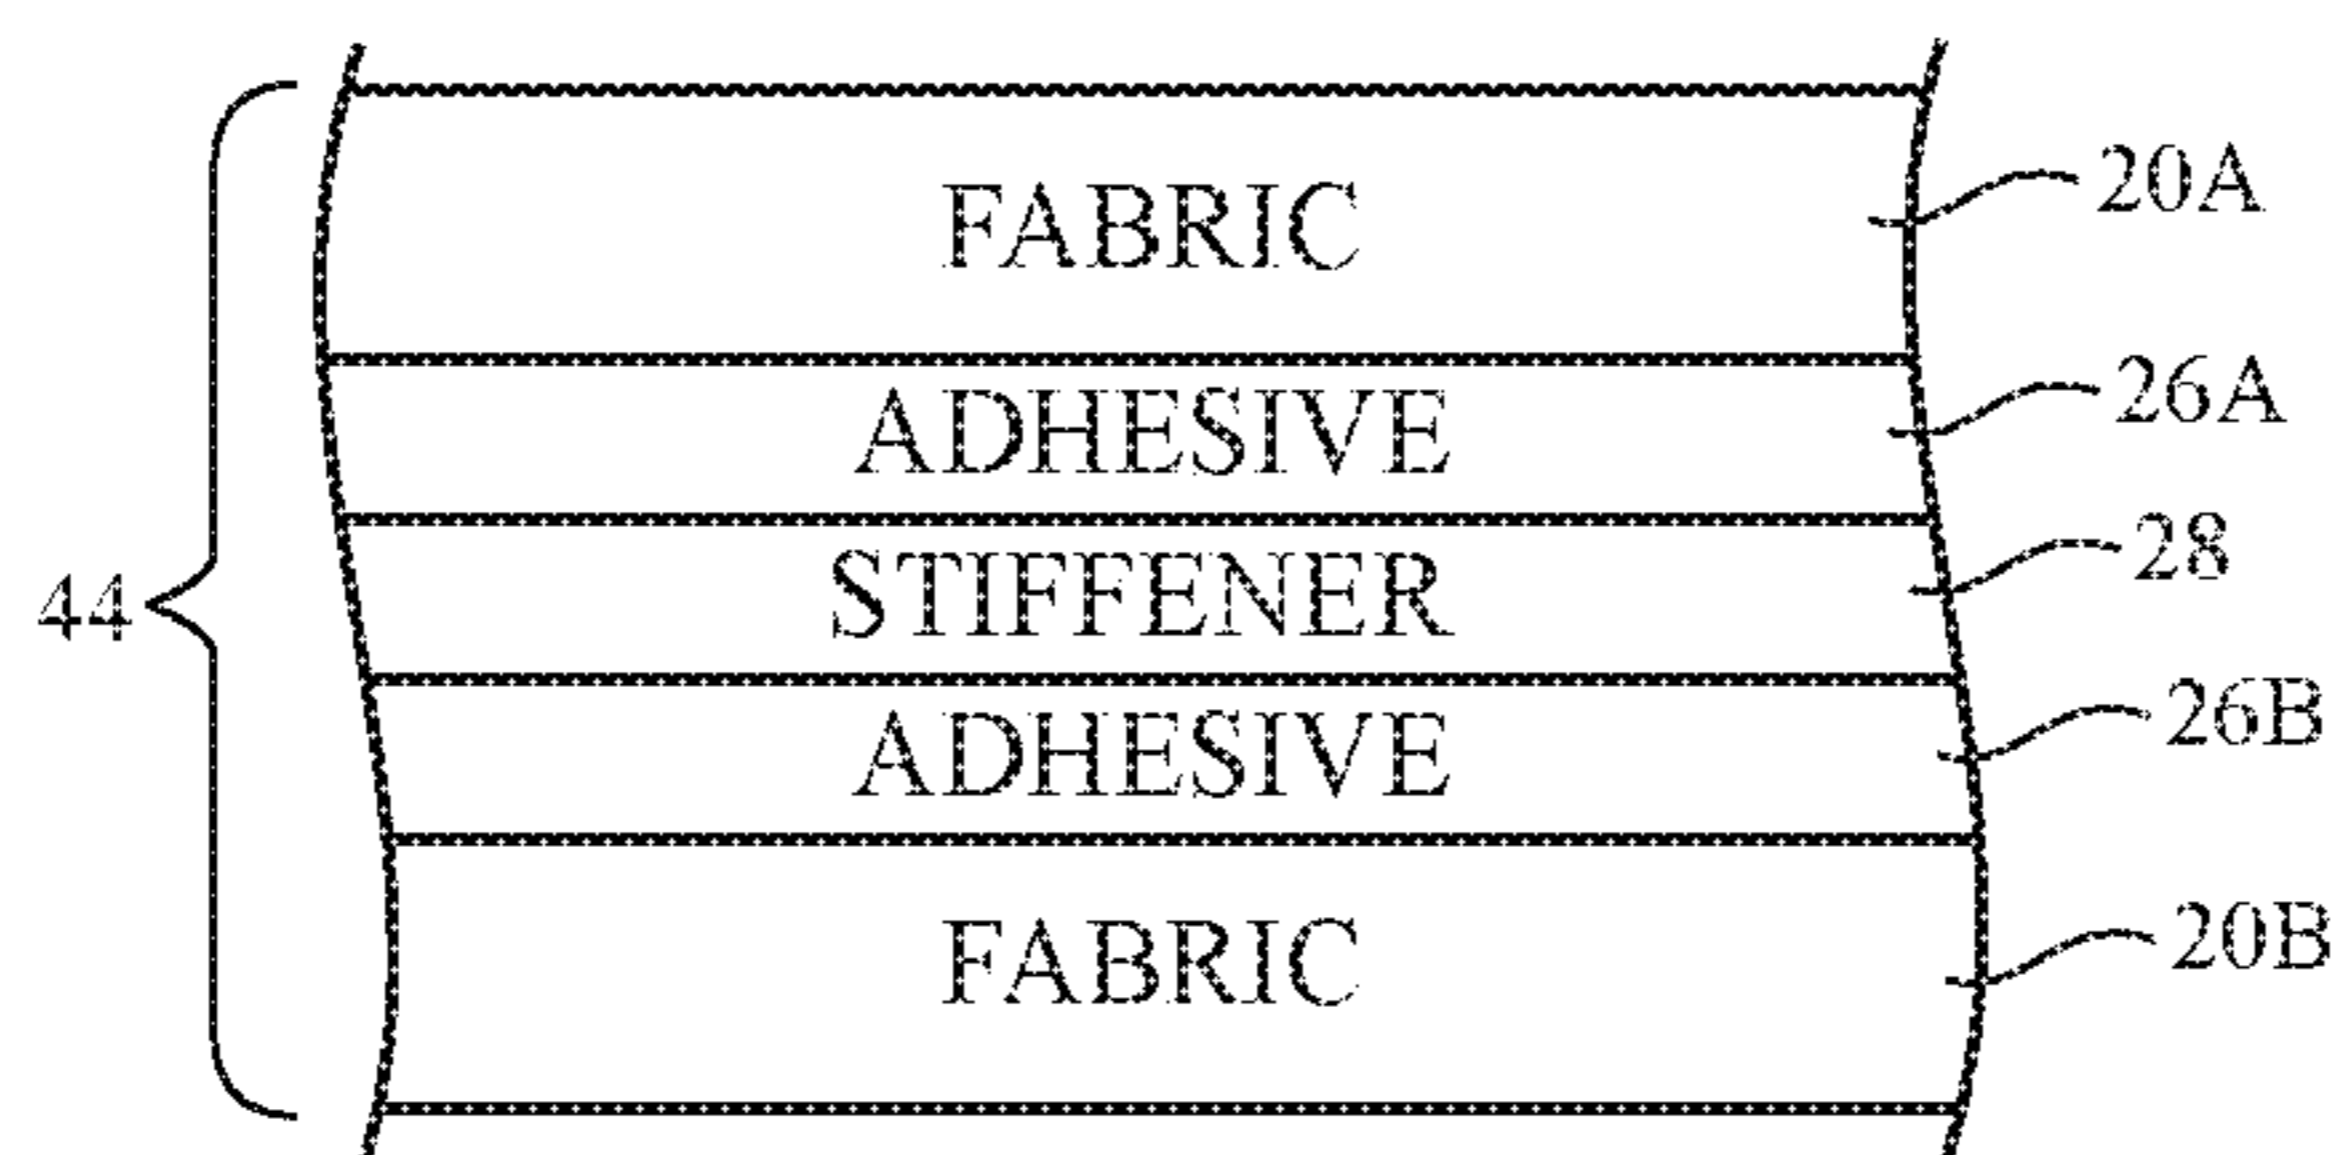 FABRIC 20A
ADHESIVE 26A
STIFFENER 28
44
ADHESIVE 26B
FABRIC 20B